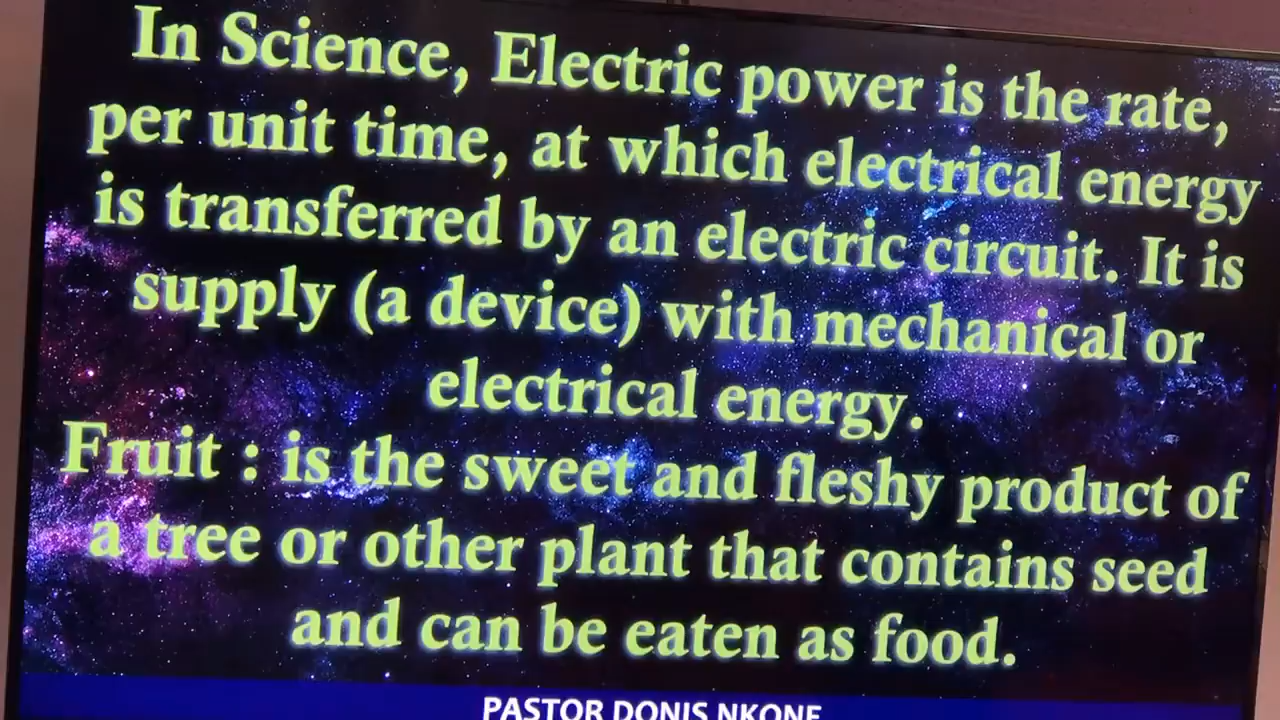 In Science, Electric power is the rate,
per unit time, at which electrical energy
is transferred by an electric circuit. It is
supply (a device) with mechanical or
electrical energy.
Fruit : is the sweet and fleshy product of
a tree or other plant that contains seed
and can be eaten as food.
PASTOR DONIS NKONE